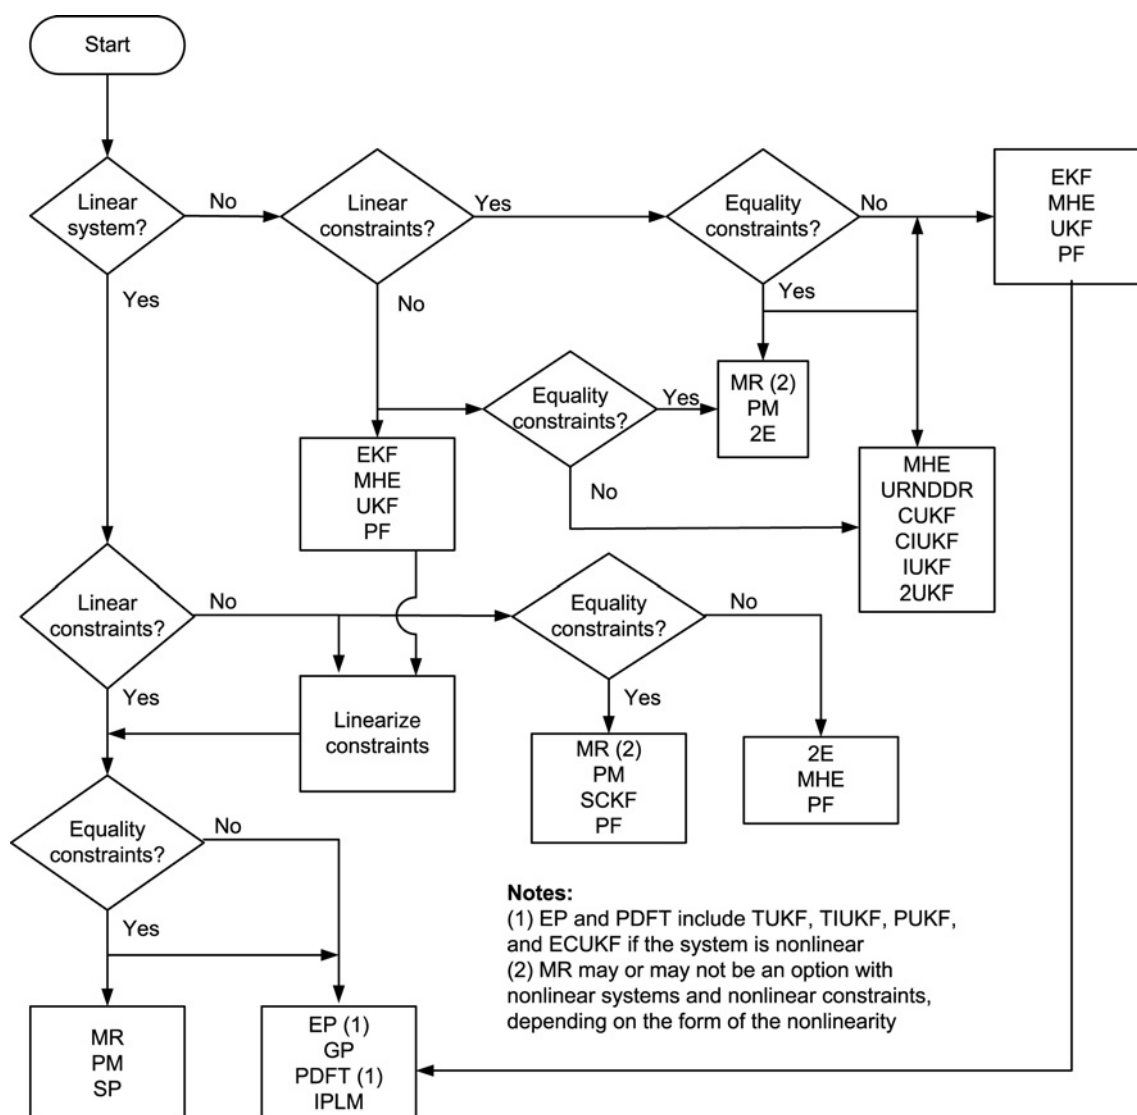 Start
Linear
system?
No
Linear
constraints?
Yes
Equality
constraints?
No
EKF
MHE
UKF
PF
Yes
No
Yes
Equality
constraints?
Yes
MR (2)
PM
2E
EKF
MHE
UKF
PF
No
MHE
URNDDR
CUKF
CIUKF
IUKF
2UKF
Linear
constraints?
No
Equality
constraints?
No
Yes
Linearize
constraints
Yes
MR (2)
PM
SCKF
PF
2E
MHE
PF
Equality
constraints?
No
Yes
MR
PM
SP
EP (1)
GP
PDFT (1)
IPLM
Notes:
(1) EP and PDFT include TUKF, TIUKF, PUKF,
and ECUKF if the system is nonlinear
(2) MR may or may not be an option with
nonlinear systems and nonlinear constraints,
depending on the form of the nonlinearity